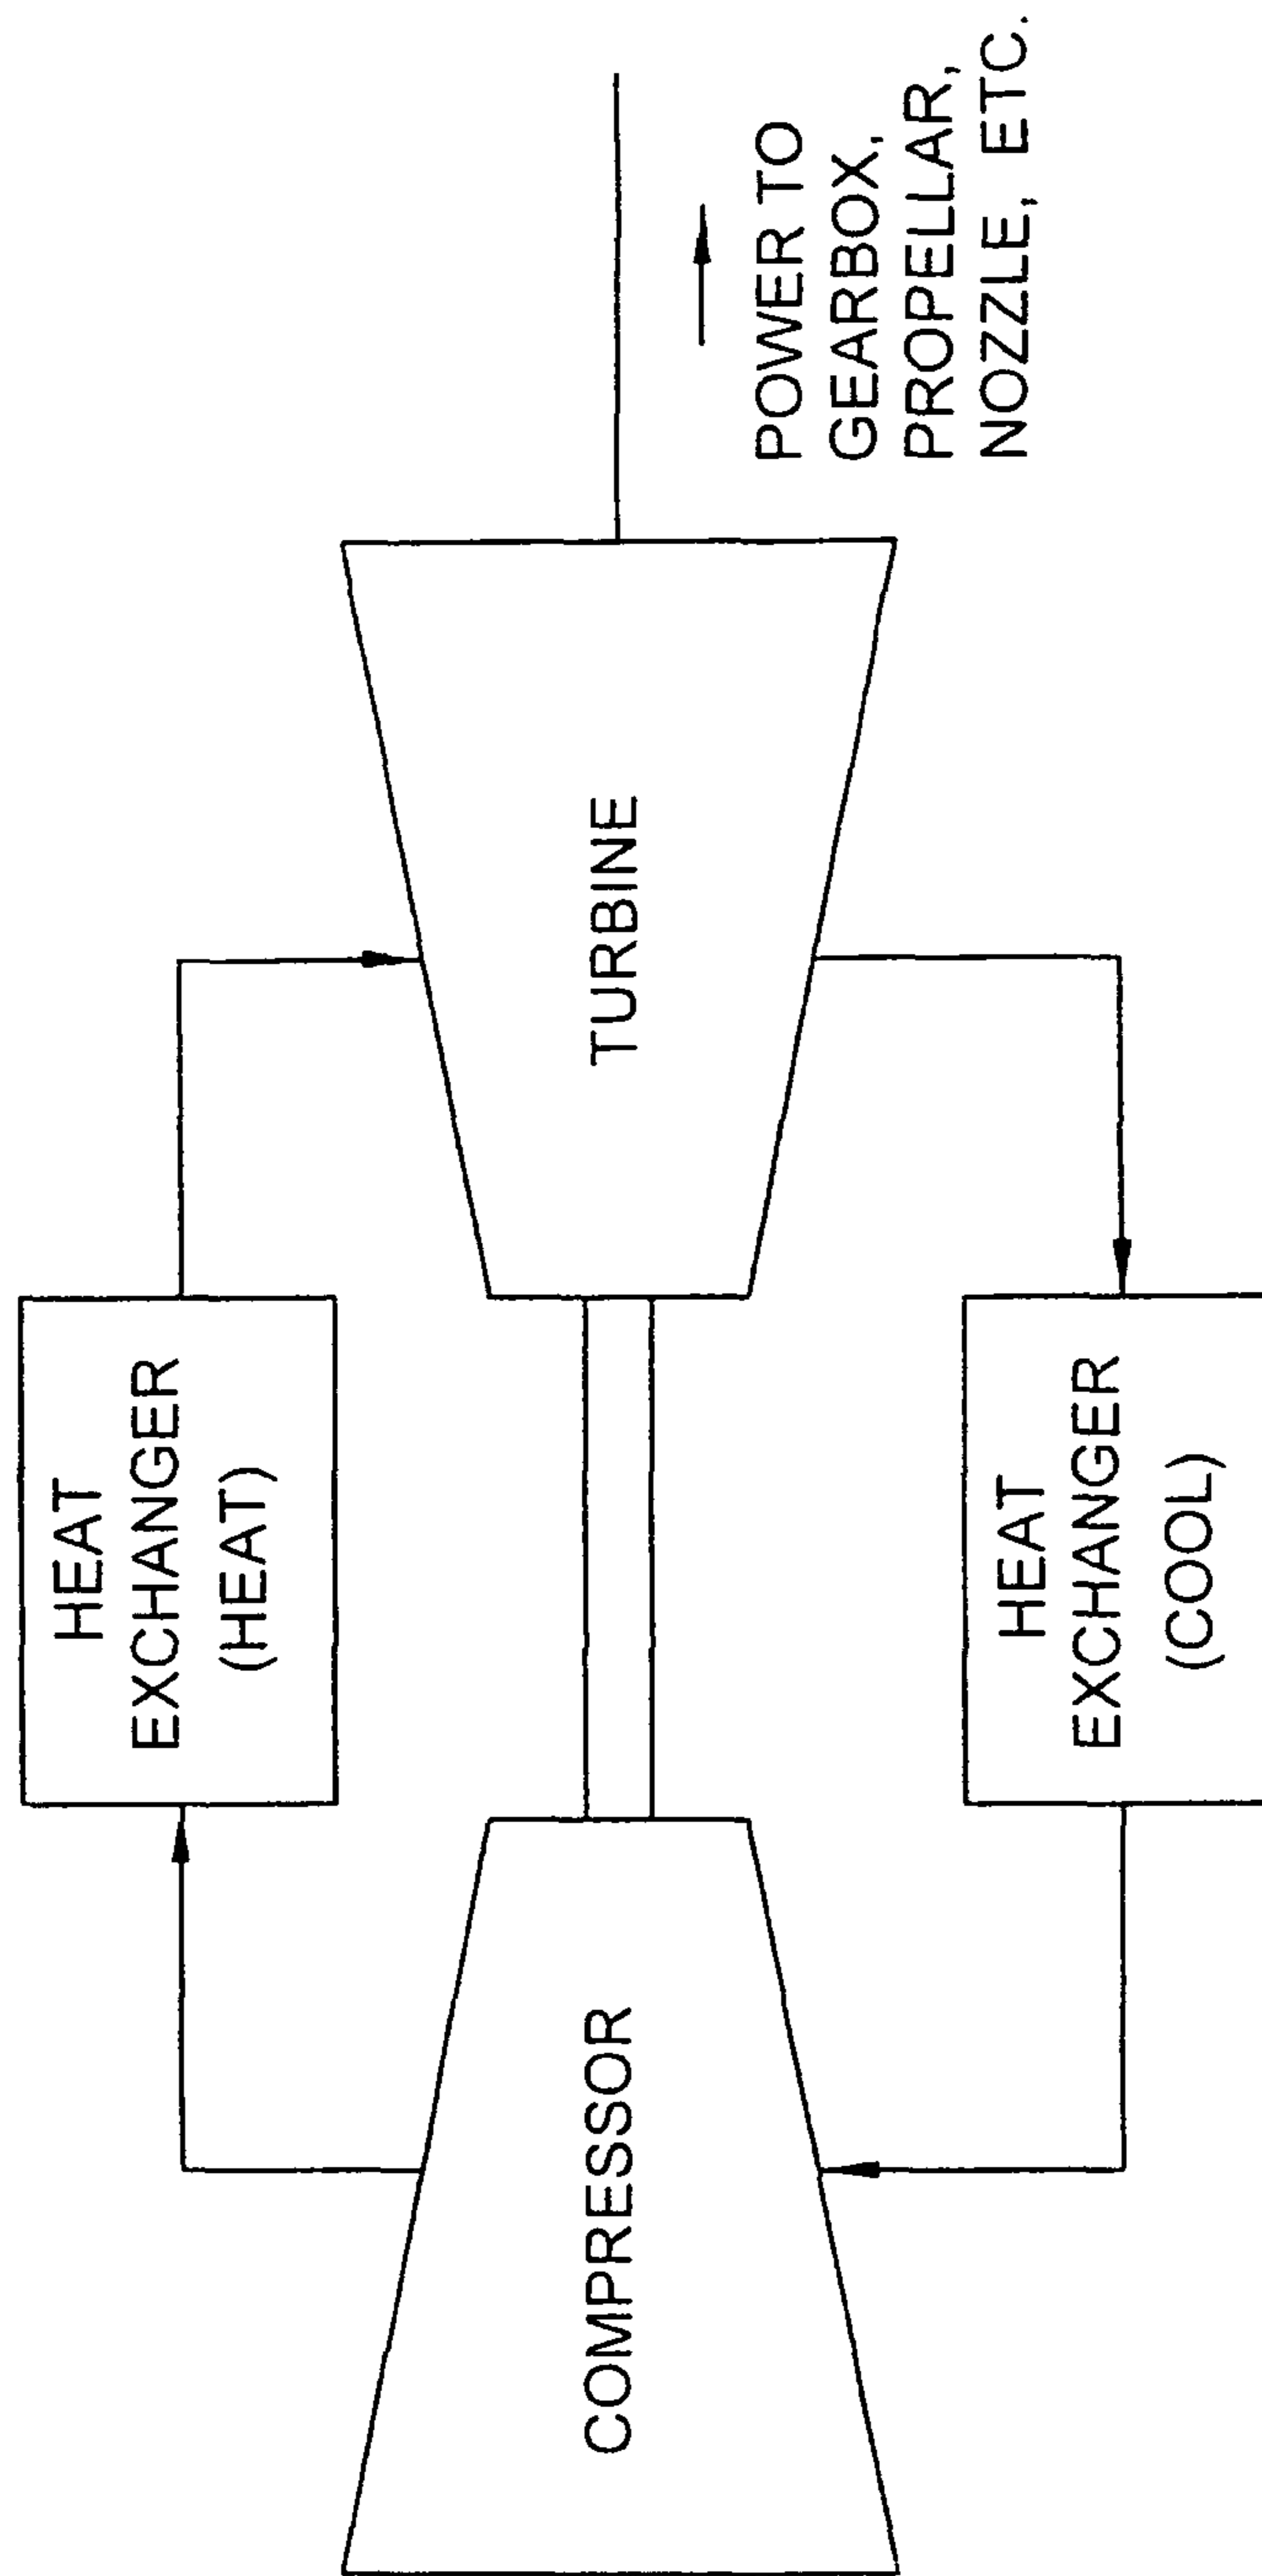 HEAT
EXCHANGER
(HEAT)
COMPRESSOR
TURBINE
POWER TO
GEARBOX,
PROPELLAR,
NOZZLE, ETC.
HEAT
EXCHANGER
(COOL)